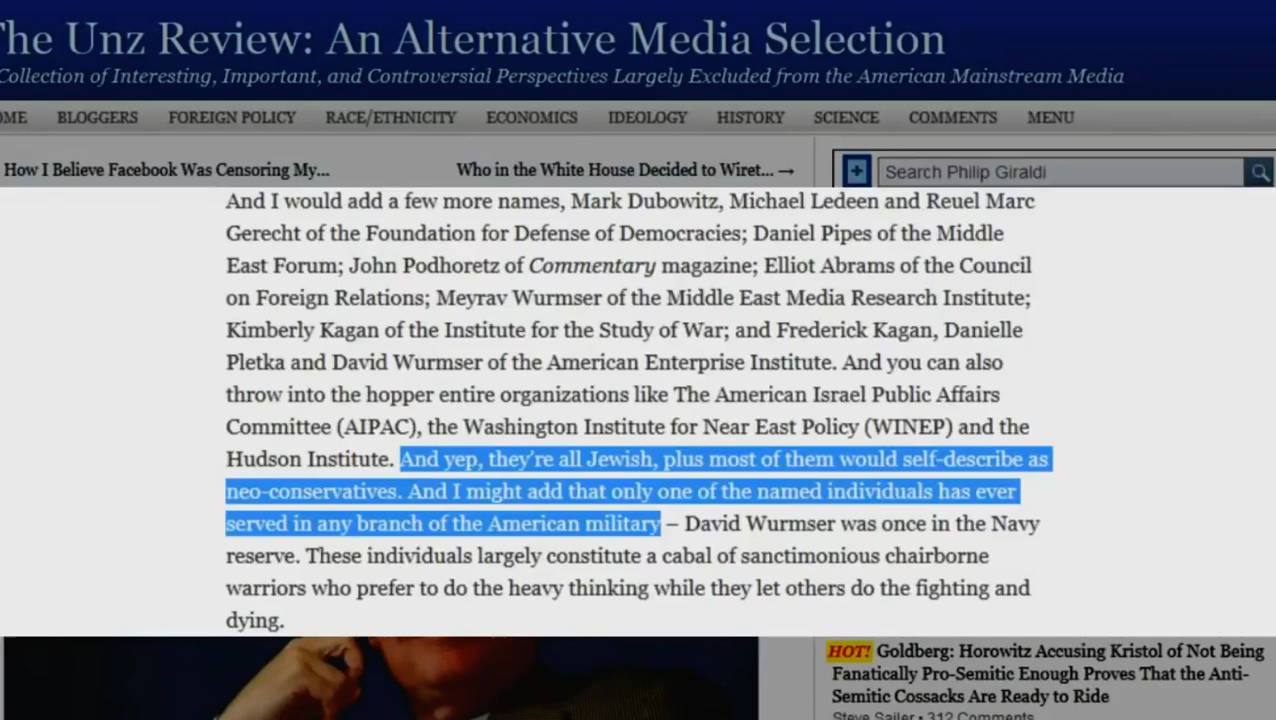 The Unz Review: An Alternative Media Selection
Collection of Interesting, Important, and Controversial Perspectives Largely Excluded from the American Mainstream Media
OME BLOGGERS FOREIGN POLICY RACE/ETHNICITY ECONOMICS IDEOLOGY HISTORY SCIENCE COMMENTS MENU
How I Believe Facebook Was Censoring My... Who in the White House Decided to Wiret... →
Search Philip Giraldi
And I would add a few more names, Mark Dubowitz, Michael Ledeen and Reuel Marc
Gerecht of the Foundation for Defense of Democracies; Daniel Pipes of the Middle
East Forum; John Podhoretz of Commentary magazine; Elliot Abrams of the Council
on Foreign Relations; Meyrav Wurmser of the Middle East Media Research Institute;
Kimberly Kagan of the Institute for the Study of War; and Frederick Kagan, Danielle
Pletka and David Wurmser of the American Enterprise Institute. And you can also
throw into the hopper entire organizations like The American Israel Public Affairs
Committee (AIPAC), the Washington Institute for Near East Policy (WINEP) and the
Hudson Institute. And yep, they're all Jewish, plus most of them would self-describe as
neo-conservatives. And I might add that only one of the named individuals has ever
served in any branch of the American military – David Wurmser was once in the Navy
reserve. These individuals largely constitute a cabal of sanctimonious chairborne
warriors who prefer to do the heavy thinking while they let others do the fighting and
dying.
HOT! Goldberg: Horowitz Accusing Kristol of Not Being
Fanatically Pro-Semitic Enough Proves That the Anti-
Semitic Cossacks Are Ready to Ride
Steve Sailer • 312 Comments